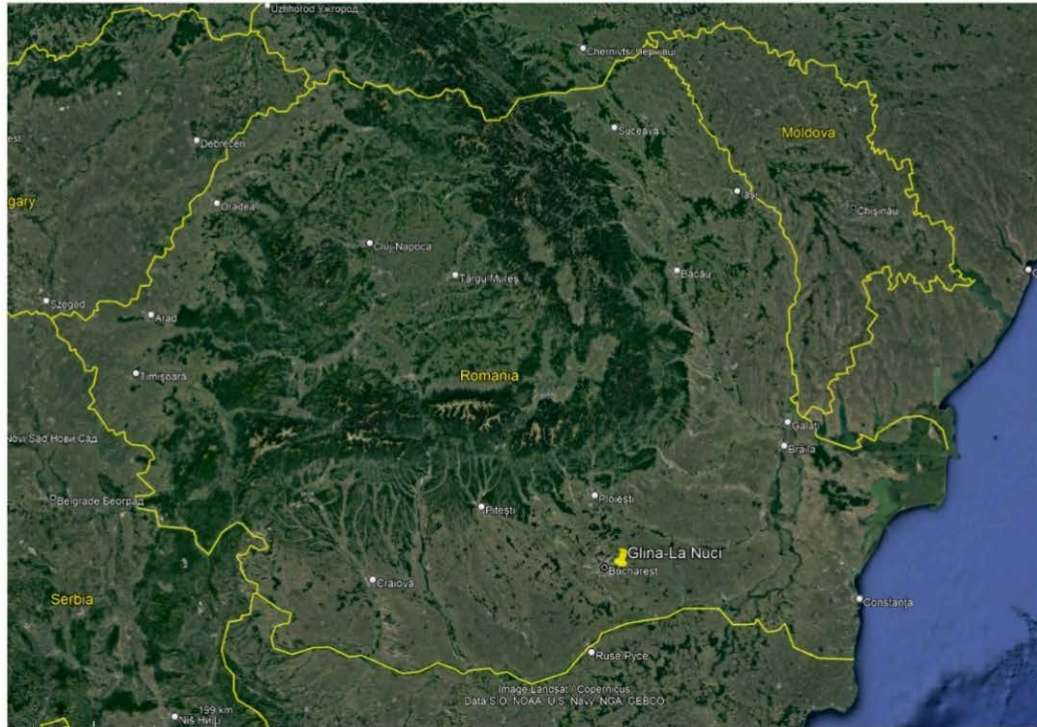 Uzhhorod Ужгород
Chernivtsi Чернівці
Suceava
Moldova
Debrecen
Iași
gary
Oradea
Chișinău
Cluj-Napoca
Târgu Mureș
Bacău
Szeged
Arad
Timișoara
Romania
Galați
Brăila
Novi Sad Нови Сад
Belgrade Београд
Ploiești
Pitești
Glina-La Nuci
Bucharest
Craiova
Serbia
Constanța
Ruse Русе
Image Landsat / Copernicus
Data SIO, NOAA, U.S. Navy, NGA, GEBCO
199 km
Niš Ниш